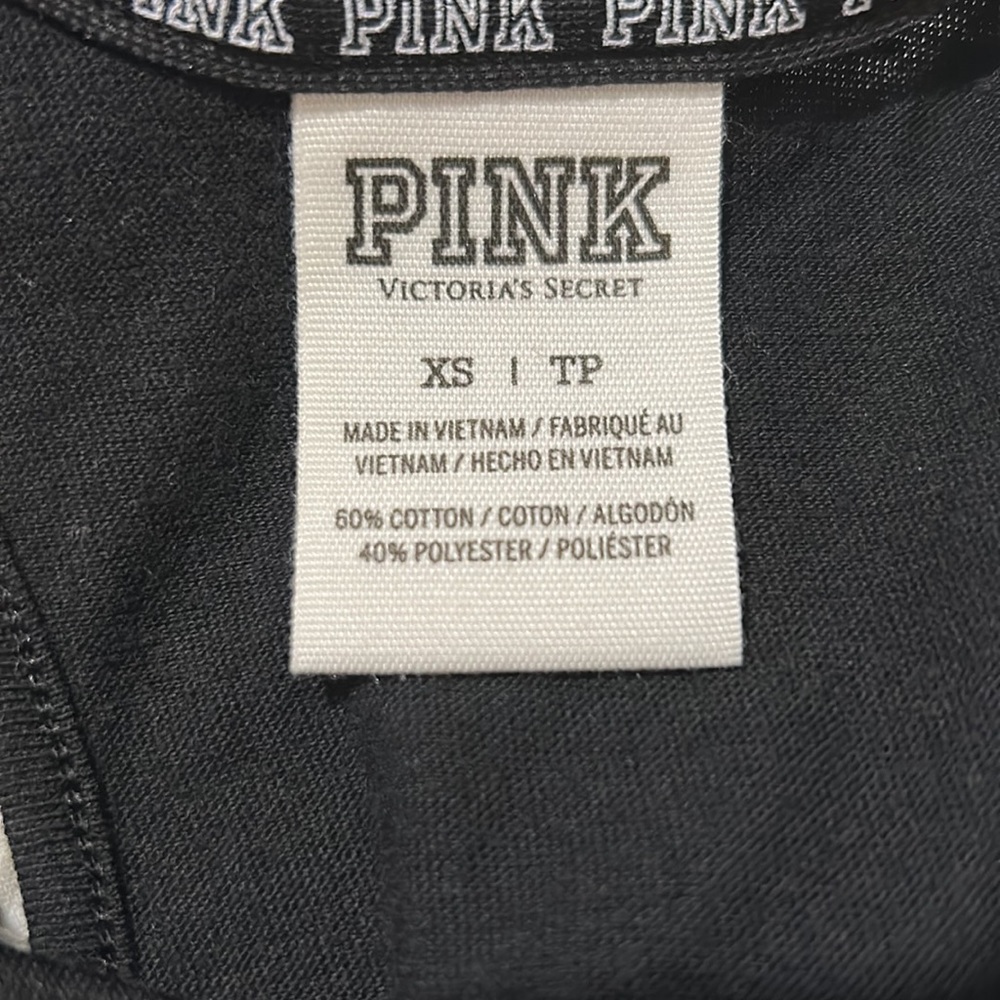 PINK PINK PINK
PINK
VICTORIA'S SECRET
XS | TP
MADE IN VIETNAM / FABRIQUÉ AU
VIETNAM / HECHO EN VIETNAM
60% COTTON / COTON / ALGODÓN
40% POLYESTER / POLIÉSTER